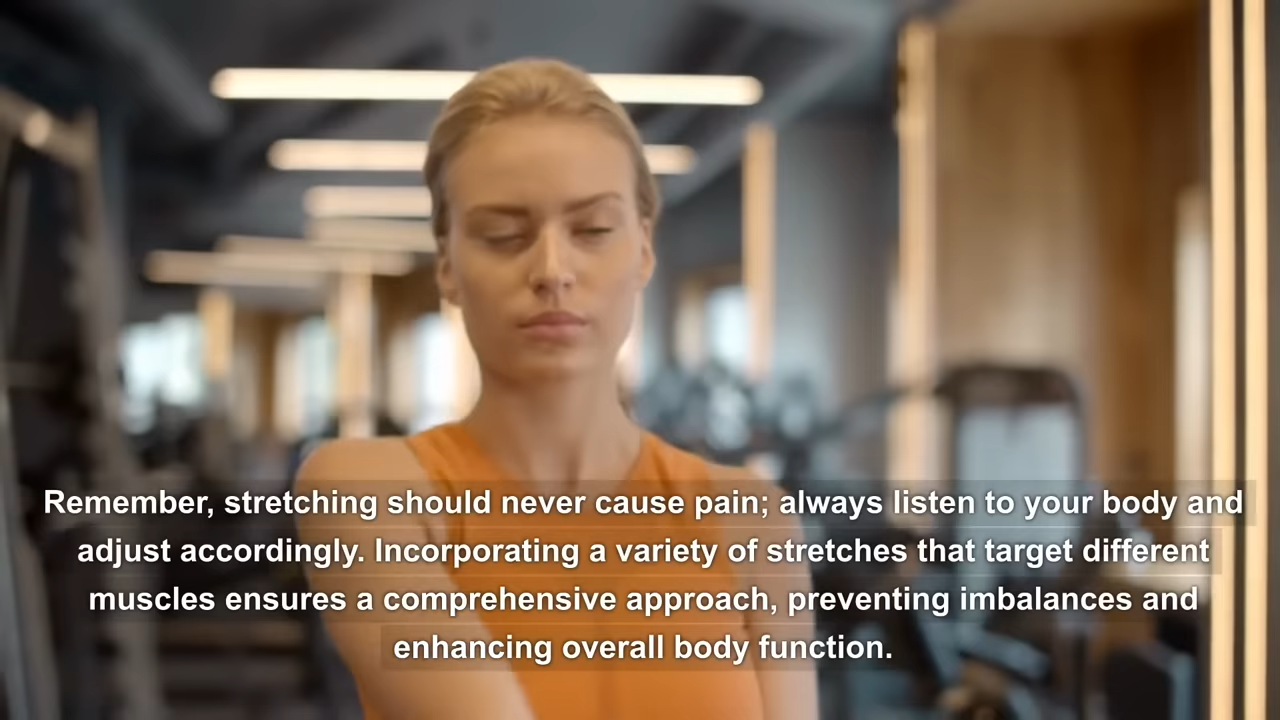 Remember, stretching should never cause pain; always listen to your body and
adjust accordingly. Incorporating a variety of stretches that target different
muscles ensures a comprehensive approach, preventing imbalances and
enhancing overall body function.